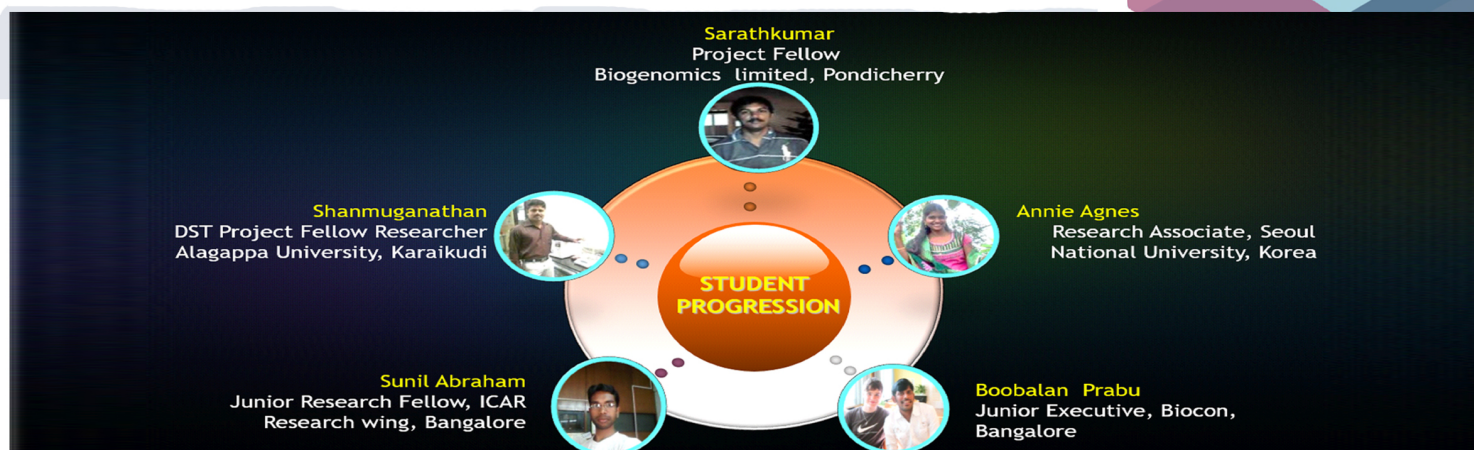 Sarathkumar
Project Fellow
Biogenomics limited, Pondicherry
Shanmuganathan
DST Project Fellow Researcher
Alagappa University, Karaikudi
Annie Agnes
Research Associate, Seoul
National University, Korea
STUDENT
PROGRESSION
Sunil Abraham
Junior Research Fellow, ICAR
Research wing, Bangalore
Boobalan Prabu
Junior Executive, Biocon,
Bangalore